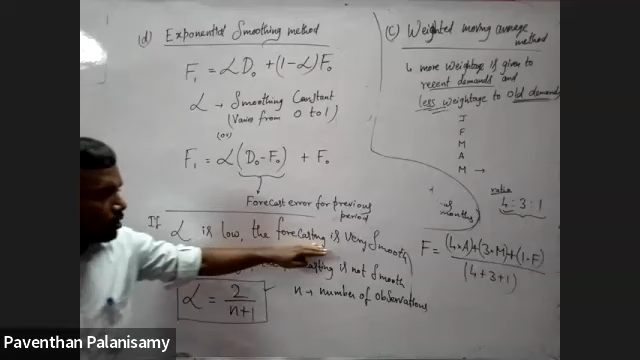 (d) Exponential Smoothing method
F₁ = αD₀ + (1-α)F₀
α → Smoothing Constant
(Varies from 0 to 1)
(or)
F₁ = α(D₀-F₀) + F₀
Forecast error for previous
period
If α is low, the forecasting is very Smooth
is not Smooth
α = 2/(n+1)
n → number of observations
(c) Weighted moving average
method
↳ more weightage is given to
recent demands and
less weightage to old demands
J
F
M
A
M →
ratio
4 : 3 : 1
months)
F = (4×A)+(3×M)+(1×F)
(4+3+1)
Paventhan Palanisamy